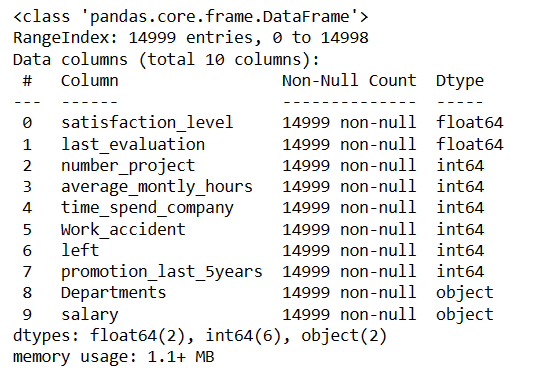 <class 'pandas.core.frame.DataFrame'>
RangeIndex: 14999 entries, 0 to 14998
Data columns (total 10 columns):
 #   Column                 Non-Null Count  Dtype
---  ------                 --------------  -----
 0   satisfaction_level     14999 non-null  float64
 1   last_evaluation        14999 non-null  float64
 2   number_project         14999 non-null  int64
 3   average_montly_hours   14999 non-null  int64
 4   time_spend_company     14999 non-null  int64
 5   Work_accident          14999 non-null  int64
 6   left                   14999 non-null  int64
 7   promotion_last_5years  14999 non-null  int64
 8   Departments            14999 non-null  object
 9   salary                 14999 non-null  object
dtypes: float64(2), int64(6), object(2)
memory usage: 1.1+ MB